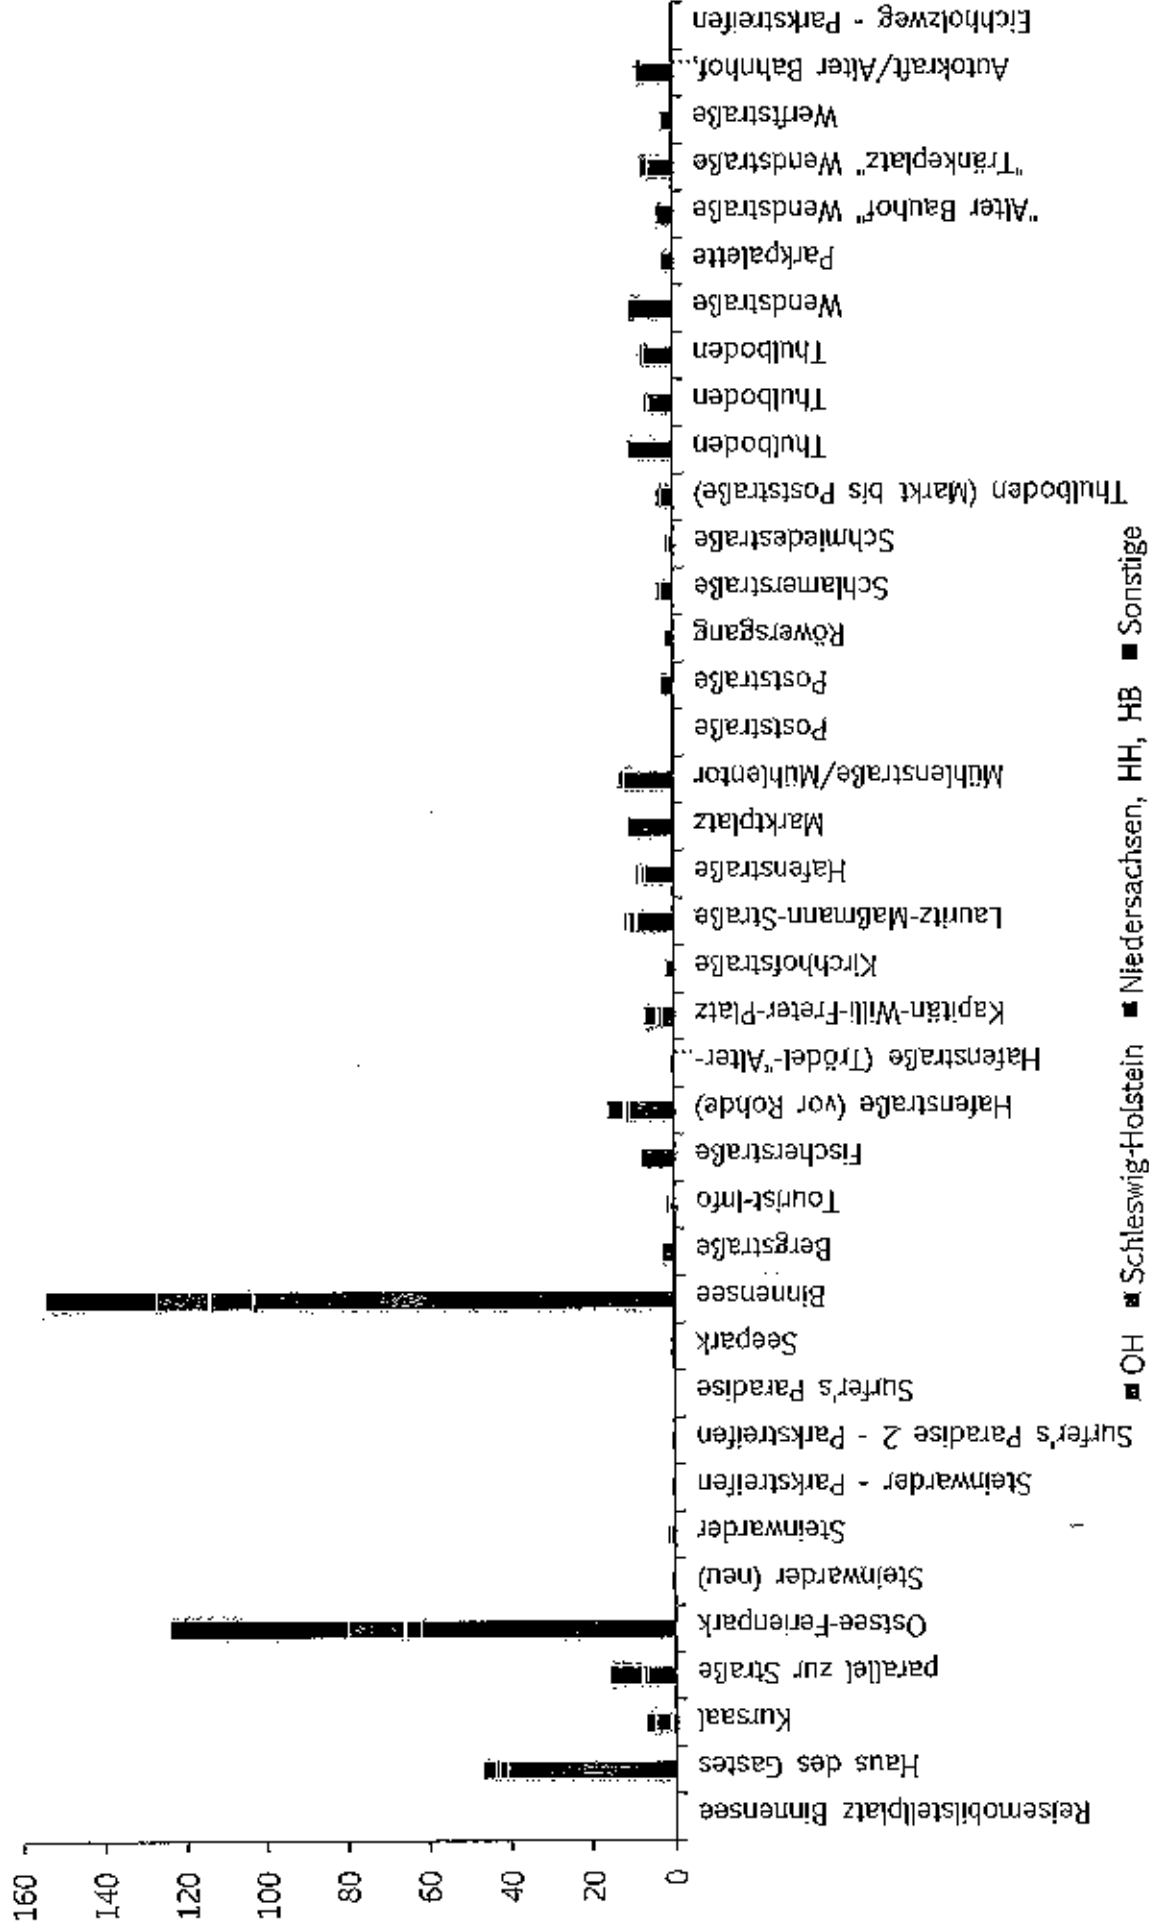 160
140
120
100
80
60
40
20
0
Reisemobilstellplatz Binnensee
Haus des Gastes
Kursaal
parallel zur Straße
Ostsee-Ferienpark
Steinwarder (neu)
Steinwarder
Steinwarder - Parkstreifen
Surfer's Paradise 2 - Parkstreifen
Surfer's Paradise
Seepark
Binnensee
Bergstraße
Tourist-Info
Fischerstraße
Hafenstraße (vor Rohde)
Hafenstraße (Trödel-"Alter-...
Kapitän-Willi-Freter-Platz
Kirchhofstraße
Lauritz-Maßmann-Straße
Hafenstraße
Marktplatz
Mühlenstraße/Mühlentor
Poststraße
Poststraße
Röwersgang
Schlamerstraße
Schmiedestraße
Thulboden (Markt bis Poststraße)
Thulboden
Thulboden
Thulboden
Wendstraße
Parkpalette
"Alter Bauhof" Wendstraße
"Tränkeplatz" Wendstraße
Werftstraße
Autokraft/Alter Bahnhof,...
Eichholzweg - Parkstreifen
OH Schleswig-Holstein Niedersachsen, HH, HB Sonstige